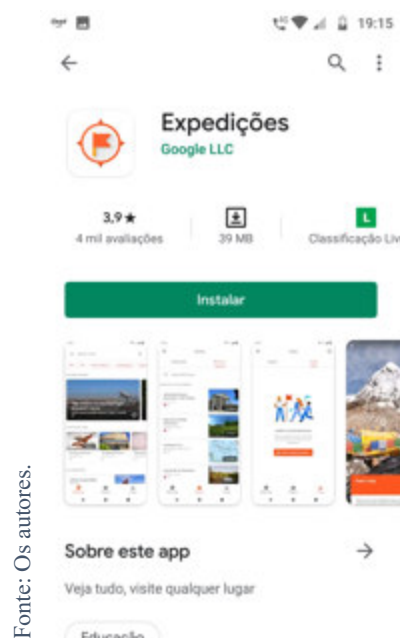 19:15
Expedições
Google LLC
3,9★
4 mil avaliações
39 MB
L
Classificação Liv
Instalar
Sobre este app
Veja tudo, visite qualquer lugar
Educação
Fonte: Os autores.